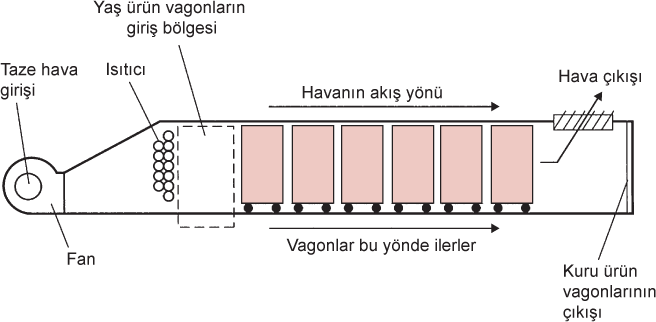 Yaş ürün vagonların
giriş bölgesi
Taze hava
girişi
Isıtıcı
Havanın akış yönü
Hava çıkışı
Fan
Vagonlar bu yönde ilerler
Kuru ürün
vagonlarının
çıkışı